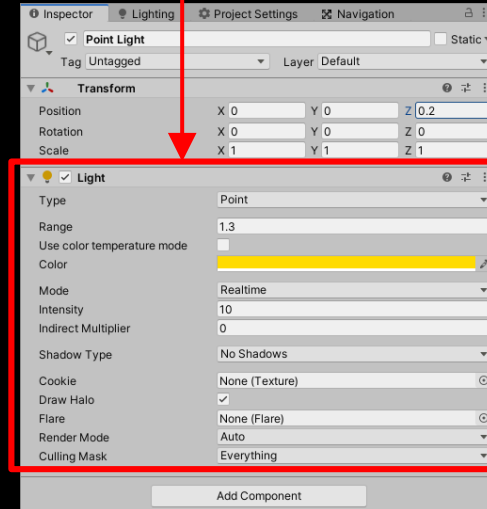 Inspector Lighting Project Settings Navigation
Point Light Static
Tag Untagged Layer Default
Transform
Position X 0 Y 0 Z 0.2
Rotation X 0 Y 0 Z 0
Scale X 1 Y 1 Z 1
Light
Type Point
Range 1.3
Use color temperature mode
Color
Mode Realtime
Intensity 10
Indirect Multiplier 0
Shadow Type No Shadows
Cookie None (Texture)
Draw Halo
Flare None (Flare)
Render Mode Auto
Culling Mask Everything
Add Component